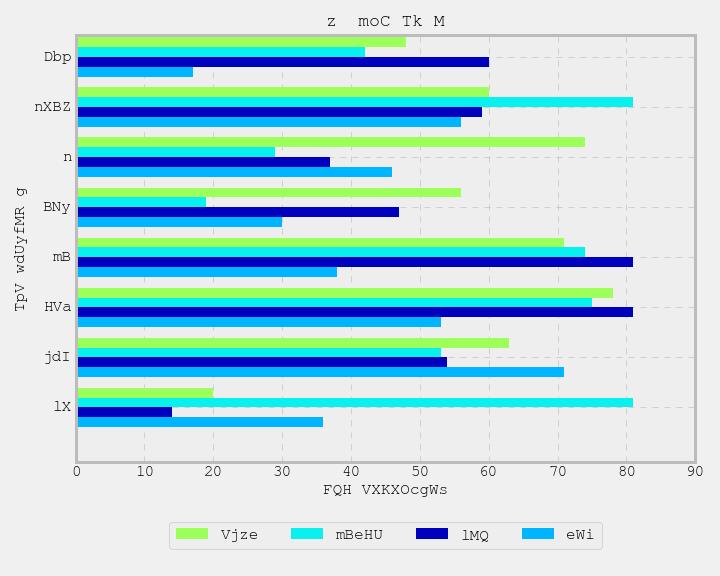 z  moC Tk M
TpV wdUyfMR g
Dbp
nXBZ
n
BNy
mB
HVa
jdI
lX
0 10 20 30 40 50 60 70 80 90
FQH VXKXOcgWs
Vjze mBeHU lMQ eWi